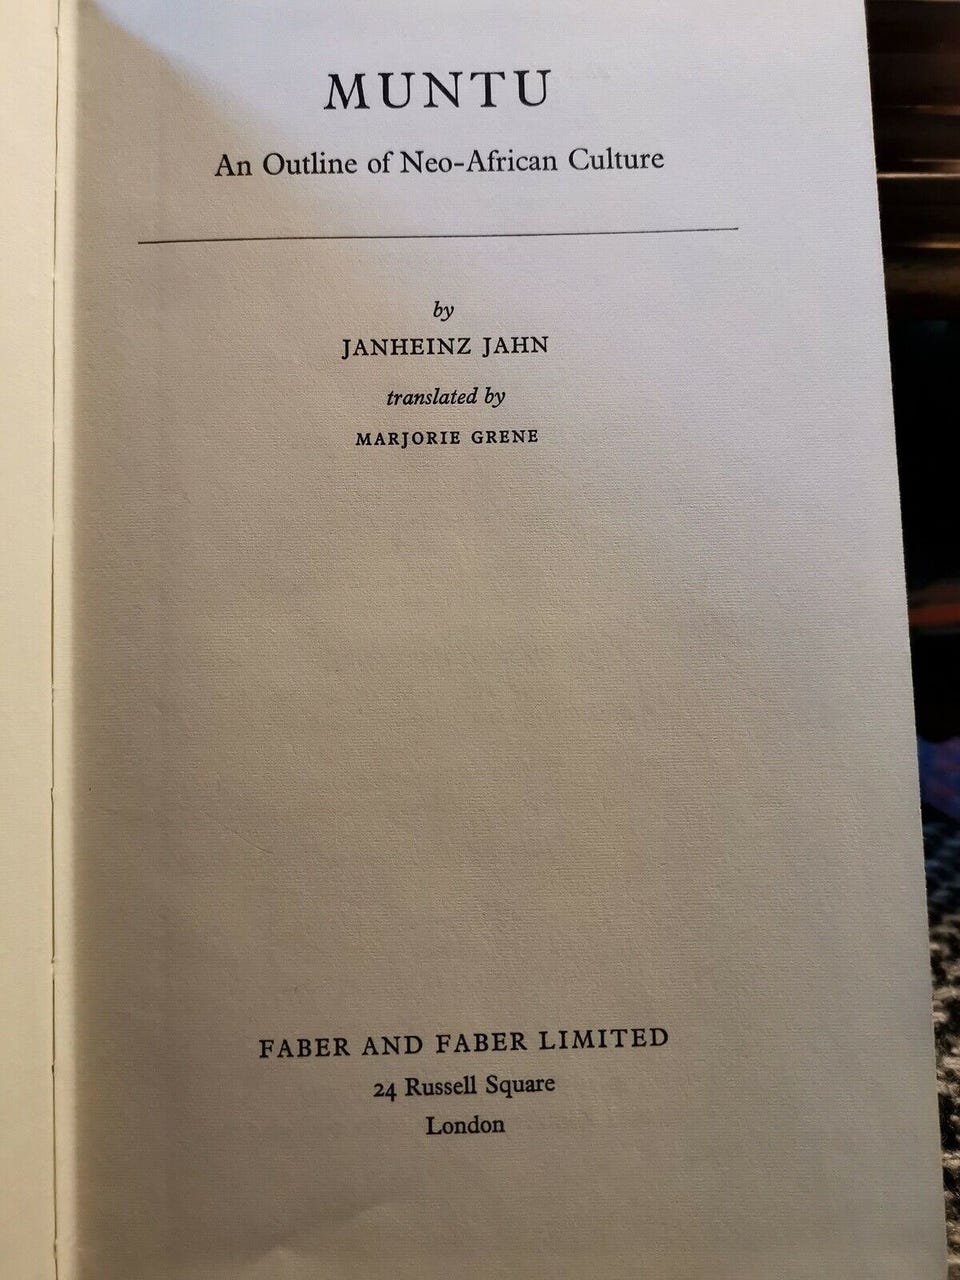 MUNTU
An Outline of Neo-African Culture
by
JANHEINZ JAHN
translated by
MARJORIE GRENE
FABER AND FABER LIMITED
24 Russell Square
London